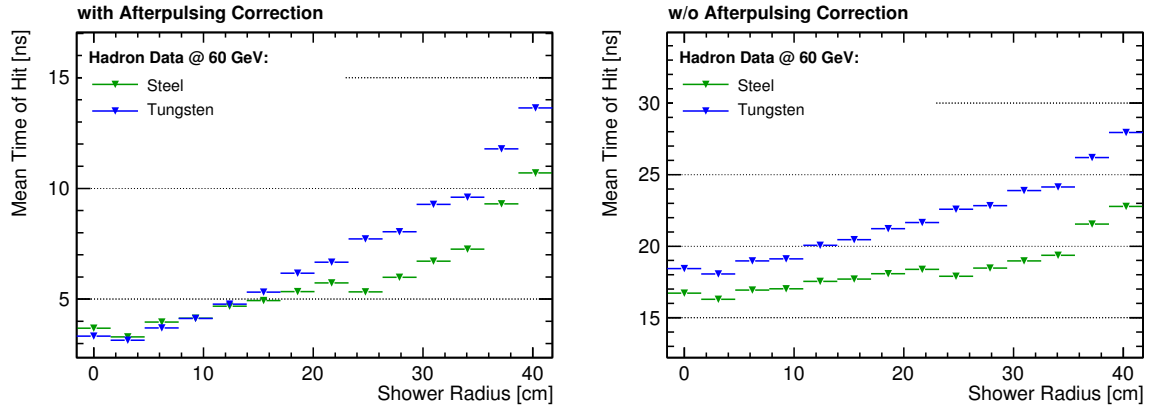 with Afterpulsing Correction
Mean Time of Hit [ns]
Hadron Data @ 60 GeV:
Steel
Tungsten
15
10
5
0 10 20 30 40
Shower Radius [cm]
w/o Afterpulsing Correction
Mean Time of Hit [ns]
Hadron Data @ 60 GeV:
Steel
Tungsten
30
25
20
15
0 10 20 30 40
Shower Radius [cm]